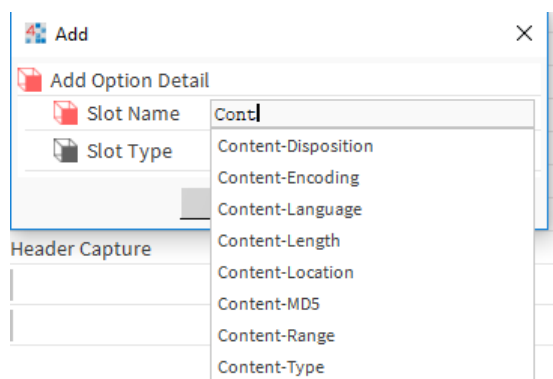 Add
Add Option Detail
Slot Name Cont
Slot Type
Content-Disposition
Content-Encoding
Content-Language
Content-Length
Content-Location
Content-MD5
Content-Range
Content-Type
Header Capture